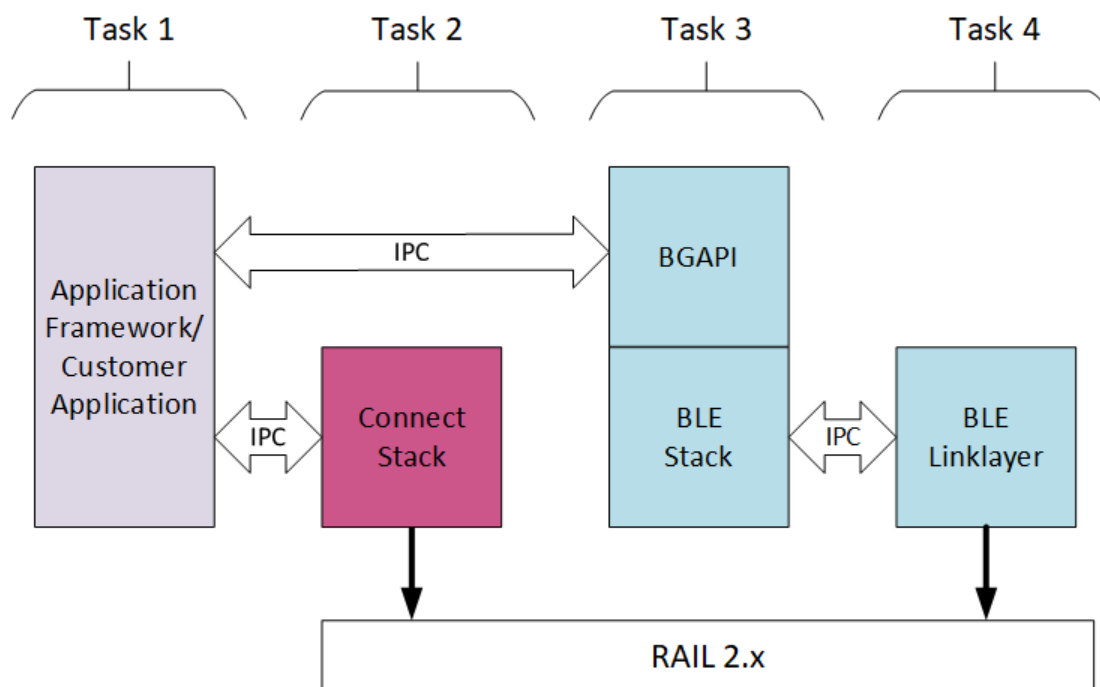 Task 1
Task 2
Task 3
Task 4
IPC
BGAPI
Application
Framework/
Customer
Application
IPC
Connect
Stack
BLE
Stack
IPC
BLE
Linklayer
RAIL 2.x